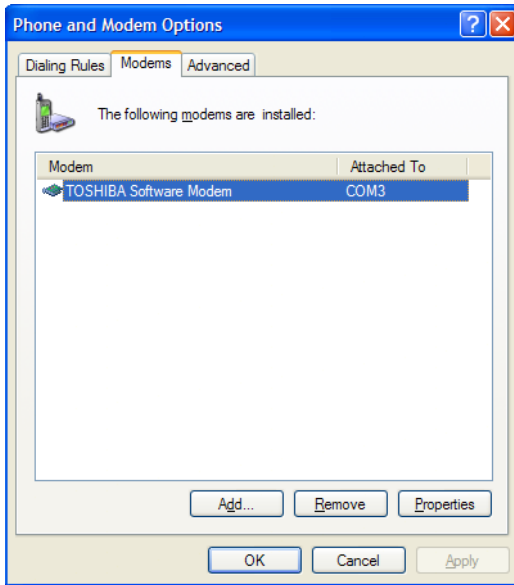 Phone and Modem Options
Dialing Rules Modems Advanced
The following modems are installed:
Modem Attached To
TOSHIBA Software Modem COM3
Add... Remove Properties
OK Cancel Apply